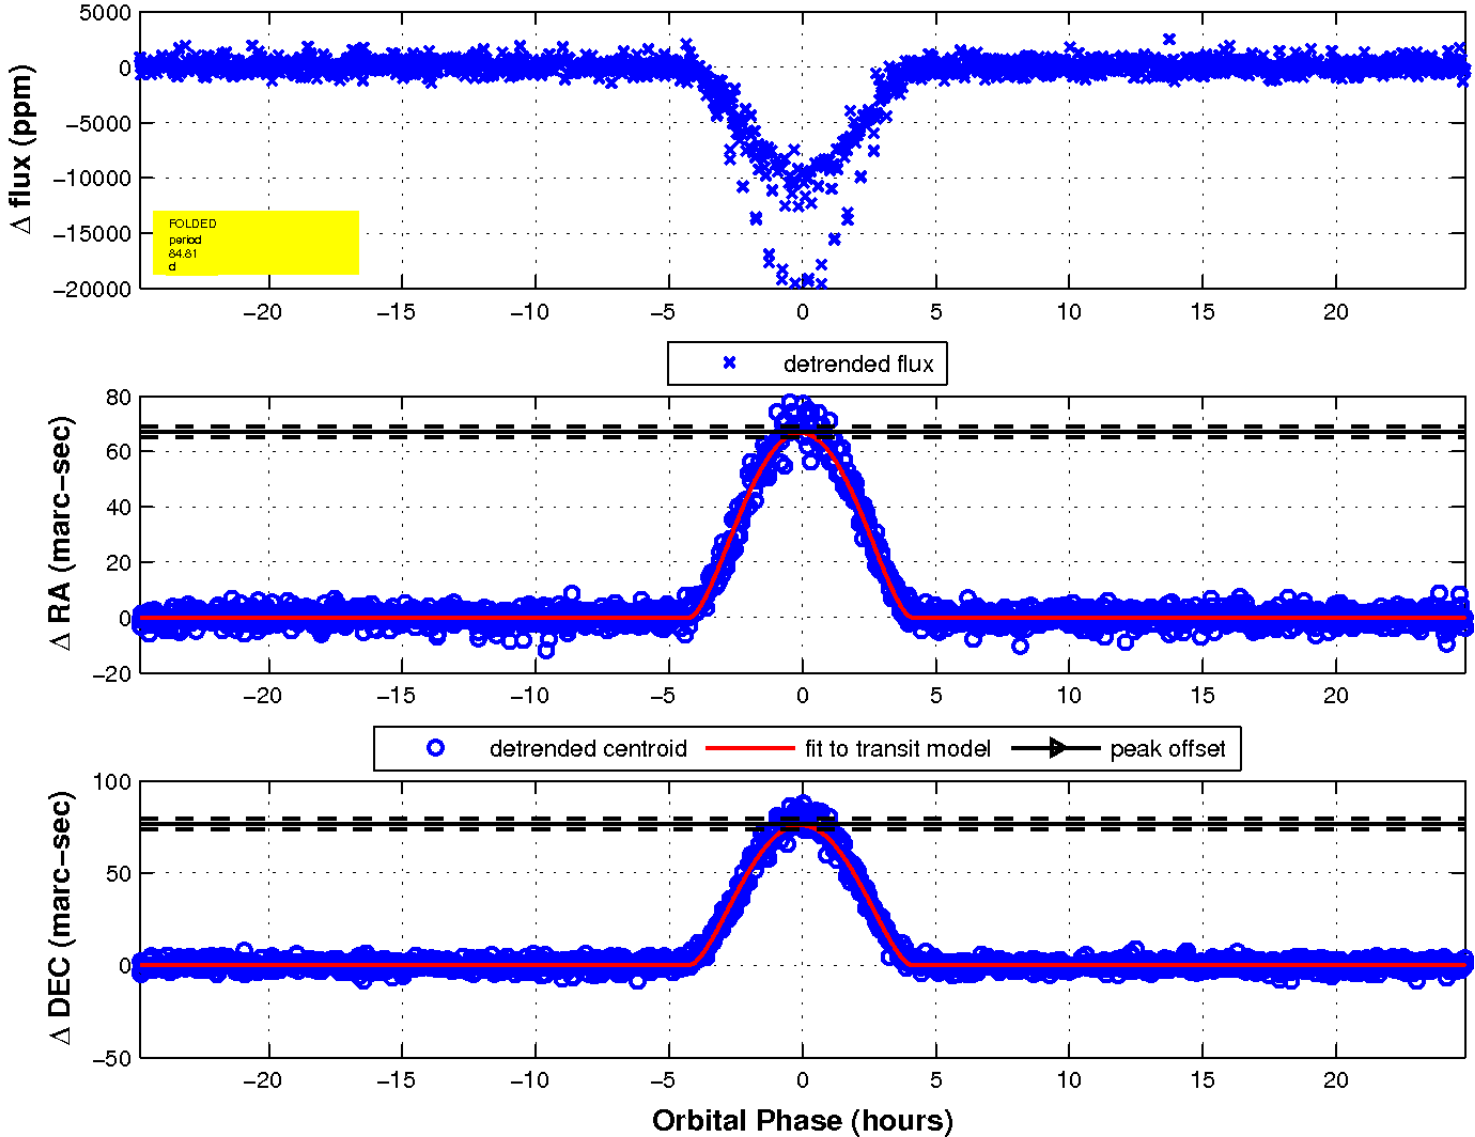 5000
0
−5000
−10000
−15000
−20000
Δ flux (ppm)
FOLDED
period
84.81
d
−20 −15 −10 −5 0 5 10 15 20
detrended flux
80
60
40
20
0
−20
Δ RA (marc−sec)
−20 −15 −10 −5 0 5 10 15 20
detrended centroid fit to transit model peak offset
100
50
0
−50
Δ DEC (marc−sec)
−20 −15 −10 −5 0 5 10 15 20
Orbital Phase (hours)